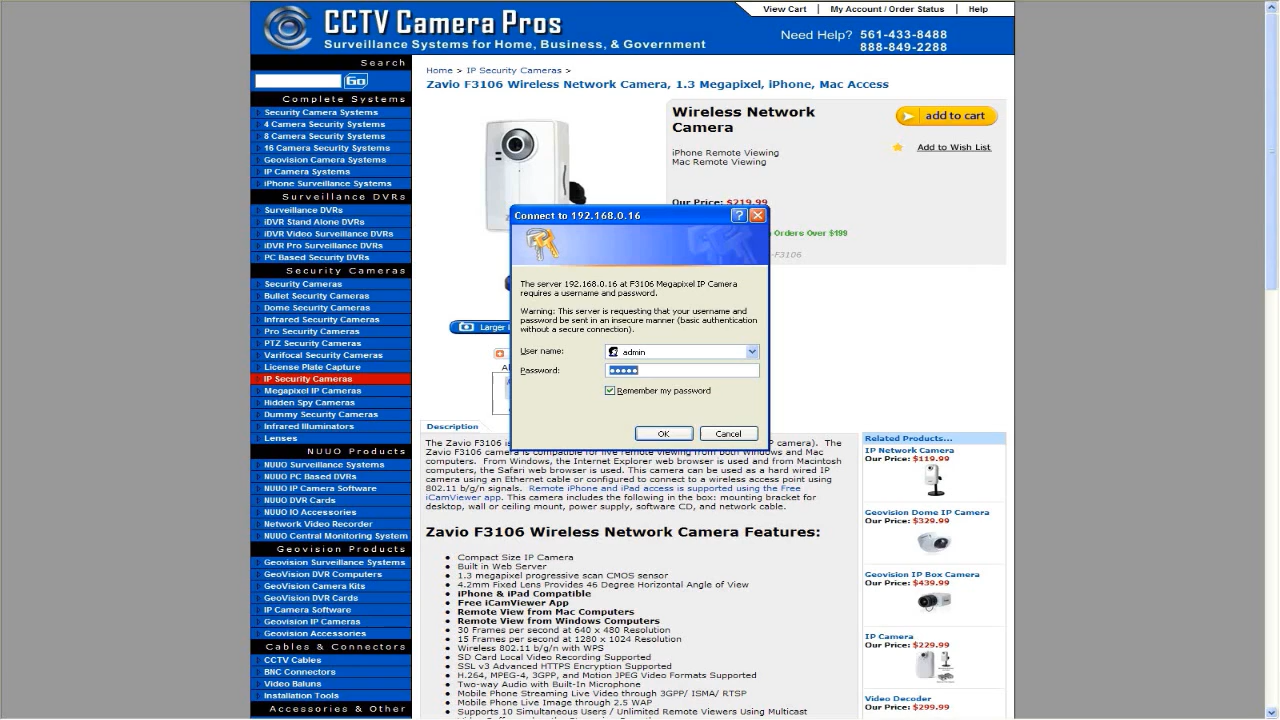 CCTV Camera Pros
Surveillance Systems for Home, Business, & Government
View Cart | My Account / Order Status | Help
Need Help? 561-433-8488
888-849-2288
Search
Go
Complete Systems
Security Camera Systems
4 Camera Security Systems
8 Camera Security Systems
16 Camera Security Systems
Geovision Camera Systems
IP Camera Systems
iPhone Surveillance Systems
Surveillance DVRs
Surveillance DVRs
iDVR Stand Alone DVRs
iDVR Video Surveillance DVRs
iDVR Pro Surveillance DVRs
PC Based Security DVRs
Security Cameras
Security Cameras
Bullet Security Cameras
Dome Security Cameras
Infrared Security Cameras
Pro Security Cameras
PTZ Security Cameras
Varifocal Security Cameras
License Plate Capture
IP Security Cameras
Megapixel IP Cameras
Hidden Spy Cameras
Dummy Security Cameras
Infrared Illuminators
Lenses
NUUO Products
NUUO Surveillance Systems
NUUO PC Based DVRs
NUUO IP Camera Software
NUUO DVR Cards
NUUO IO Accessories
Network Video Recorder
NUUO Central Monitoring System
Geovision Products
Geovision Surveillance Systems
GeoVision DVR Computers
GeoVision Camera Kits
GeoVision DVR Cards
IP Camera Software
Geovision IP Cameras
Geovision Accessories
Cables & Connectors
CCTV Cables
BNC Connectors
Video Baluns
Installation Tools
Accessories & Other
Home > IP Security Cameras >
Zavio F3106 Wireless Network Camera, 1.3 Megapixel, iPhone, Mac Access
Wireless Network
Camera
iPhone Remote Viewing
Mac Remote Viewing
Our Price: $219.99
Orders Over $199
-F3106
add to cart
Add to Wish List
Larger
Connect to 192.168.0.16
The server 192.168.0.16 at F3106 Megapixel IP Camera
requires a username and password.
Warning: This server is requesting that your username and
password be sent in an insecure manner (basic authentication
without a secure connection).
User name: admin
Password:
Remember my password
OK
Cancel
Description
The Zavio F3106 is IP camera). The
Zavio F3106 camera is compatible for live remote viewing from both Windows and Mac
computers. From Windows, the Internet Explorer web browser is used and from Macintosh
computers, the Safari web browser is used. This camera can be used as a hard wired IP
camera using an Ethernet cable or configured to connect to a wireless access point using
802.11 b/g/n signals. Remote iPhone and iPad access is supported using the Free
iCamViewer app. This camera includes the following in the box: mounting bracket for
desktop, wall or ceiling mount, power supply, software CD, and network cable.
Zavio F3106 Wireless Network Camera Features:
Compact Size IP Camera
Built in Web Server
1.3 megapixel progressive scan CMOS sensor
4.2mm Fixed Lens Provides 46 Degree Horizontal Angle of View
iPhone & iPad Compatible
Free iCamViewer App
Remote View from Mac Computers
Remote View from Windows Computers
30 Frames per second at 640 x 480 Resolution
15 Frames per second at 1280 x 1024 Resolution
Wireless 802.11 b/g/n with WPS
SD Card Local Video Recording Supported
SSL v3 Advanced HTTPS Encryption Supported
H.264, MPEG-4, 3GPP, and Motion JPEG Video Formats Supported
Two-way Audio with Built-In Microphone
Mobile Phone Streaming Live Video through 3GPP/ ISMA/ RTSP
Mobile Phone Live Image through 2.5 WAP
Supports 10 Simultaneous Users / Unlimited Remote Viewers Using Multicast
Related Products...
IP Network Camera
Our Price: $119.99
Geovision Dome IP Camera
Our Price: $329.99
Geovision IP Box Camera
Our Price: $439.99
IP Camera
Our Price: $229.99
Video Decoder
Our Price: $299.99